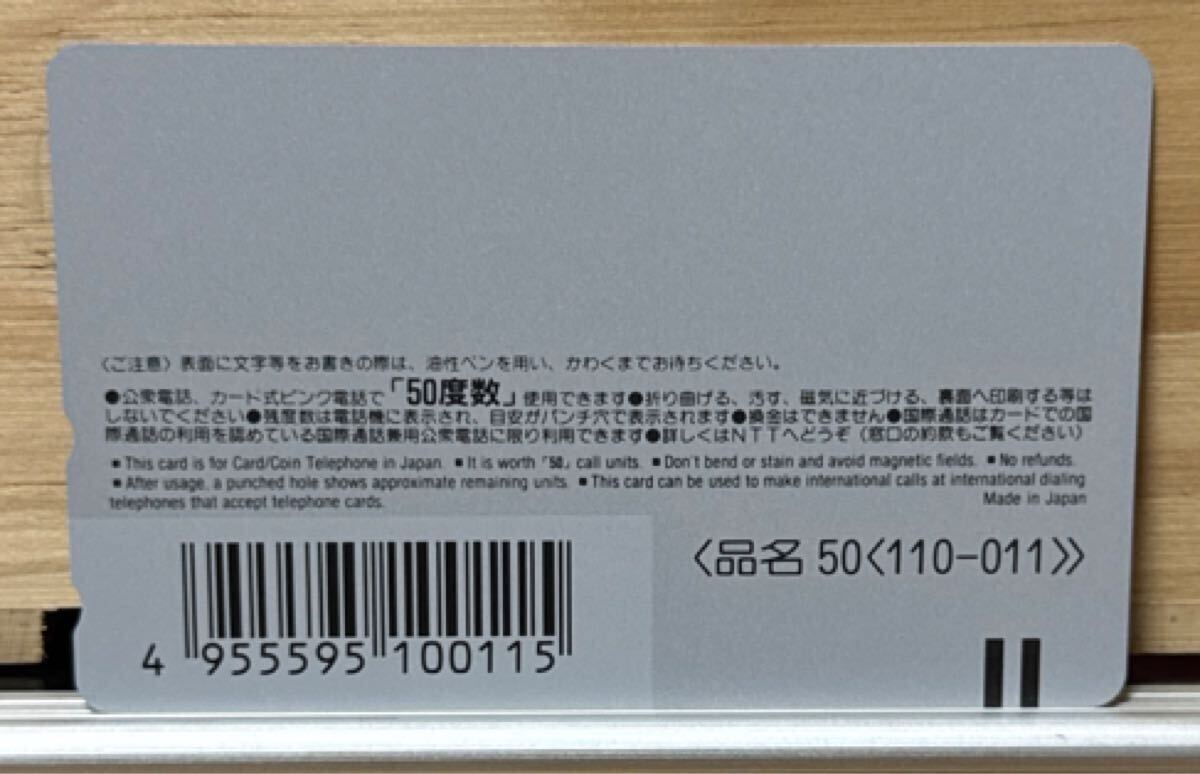 〈ご注意〉表面に文字等をお書きの際は、油性ペンを用い、かわくまでお待ちください。
●公衆電話、カード式ピンク電話で「50度数」使用できます●折り曲げる、汚す、磁気に近づける、裏面へ印刷する等は
しないでください●残度数は電話機に表示され、目安がパンチ穴で表示されます●換金はできません●国際通話はカードでの国
際通話の利用を認めている国際通話兼用公衆電話に限り利用できます●詳しくはNTTへどうぞ（窓口の約款もご覧ください）
■This card is for Card/Coin Telephone in Japan. ■It is worth「50」call units. ■Don't bend or stain and avoid magnetic fields. ■No refunds.
■After usage, a punched hole shows approximate remaining units. ■This card can be used to make international calls at international dialing
telephones that accept telephone cards. Made in Japan
〈品名 50〈110-011〉〉
4 955595 100115